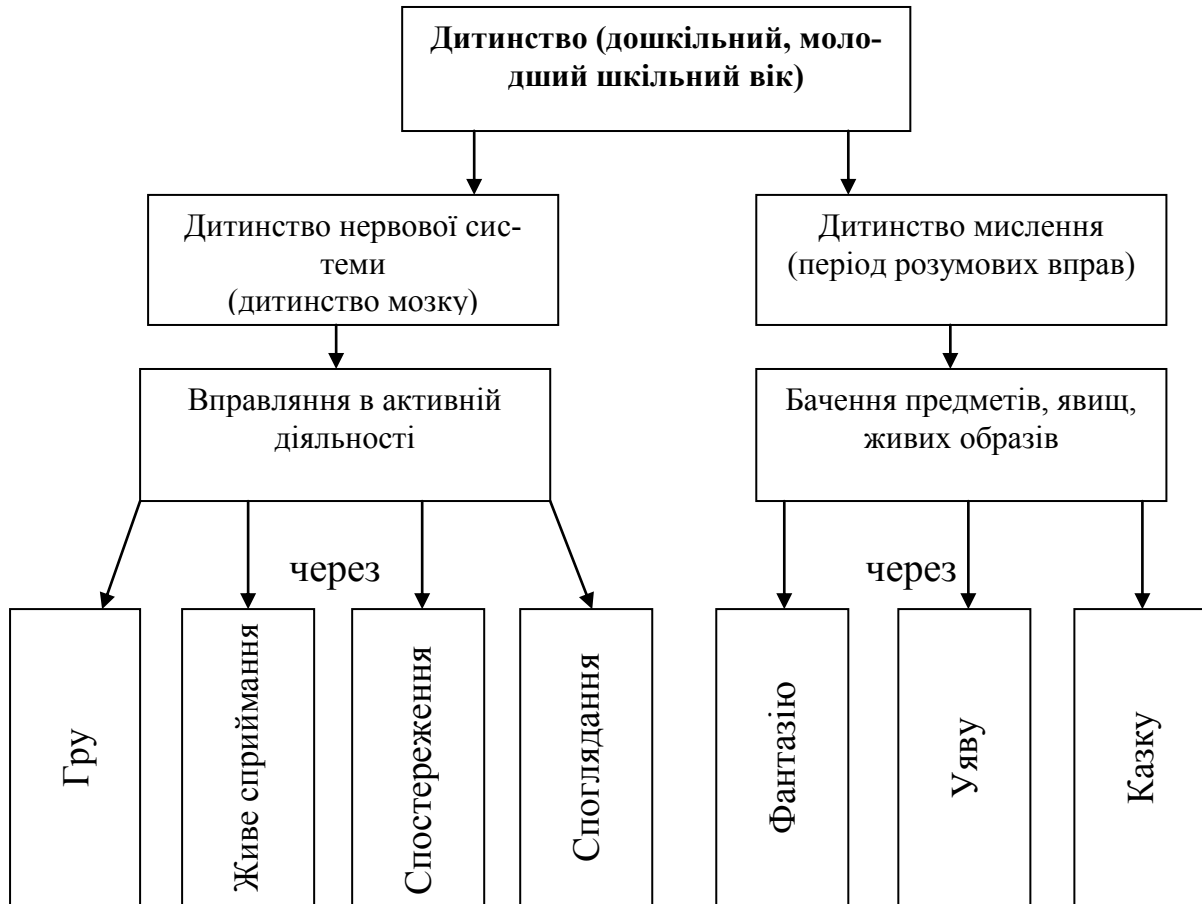 Дитинство (дошкільний, моло-
дший шкільний вік)
Дитинство нервової сис-
теми
(дитинство мозку)
Дитинство мислення
(період розумових вправ)
Вправляння в активній
діяльності
Бачення предметів, явищ,
живих образів
через
через
Гру
Живе сприймання
Спостереження
Споглядання
Фантазію
Уяву
Казку